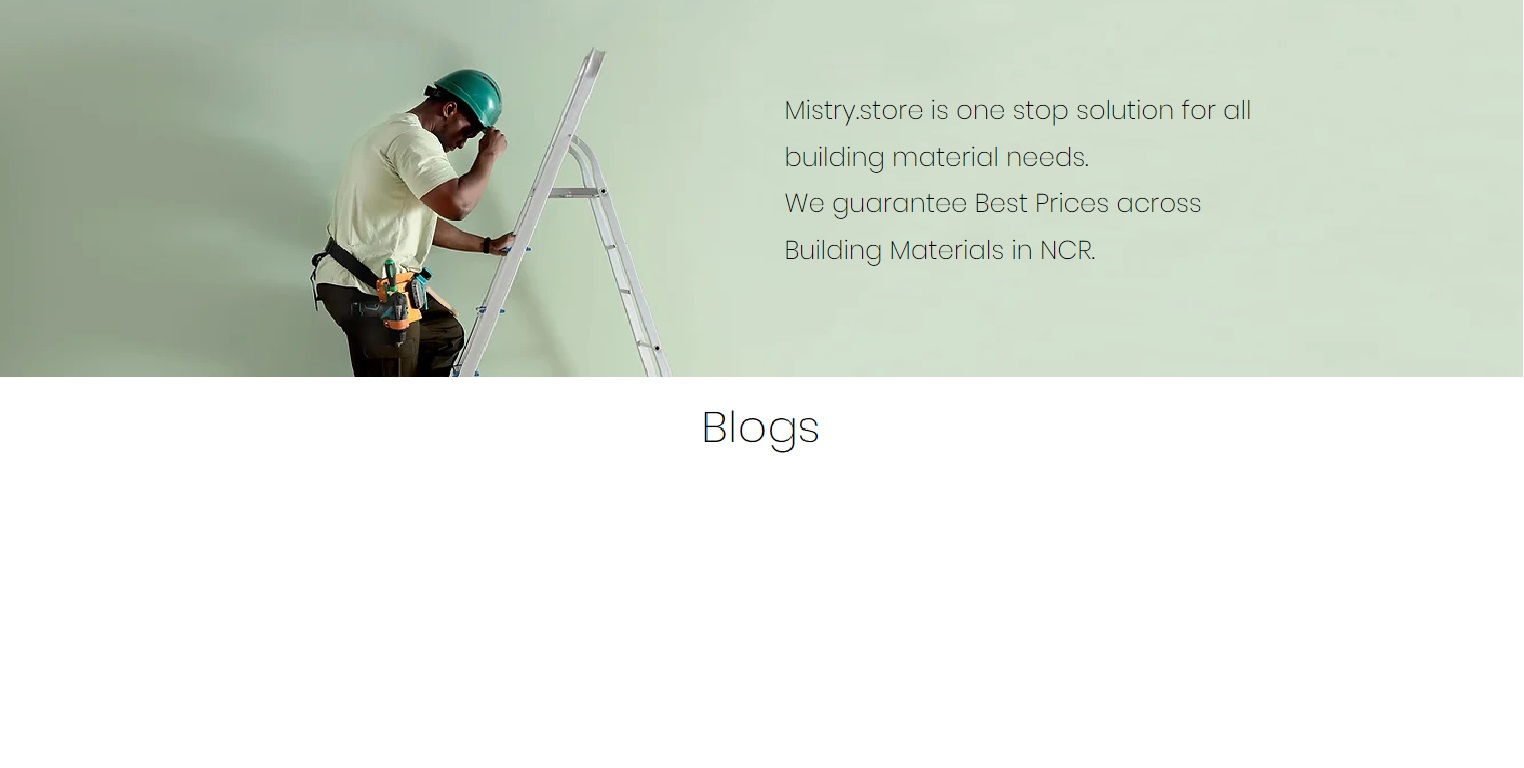 Mistry.store is one stop solution for all
building material needs.
We guarantee Best Prices across
Building Materials in NCR.
Blogs